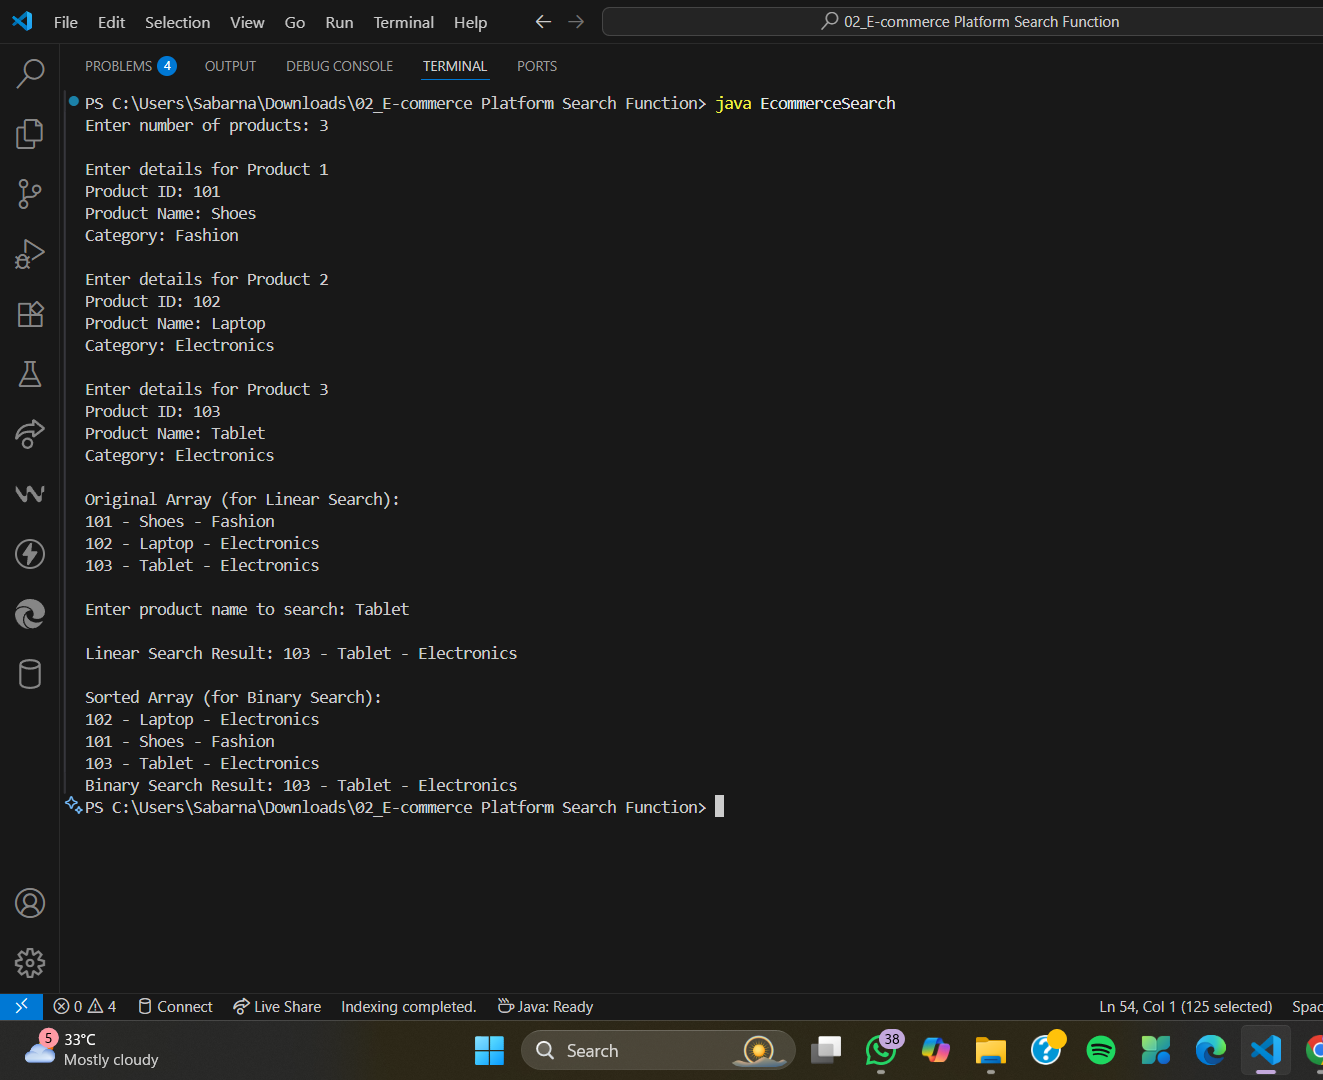 File Edit Selection View Go Run Terminal Help
02_E-commerce Platform Search Function
PROBLEMS 4 OUTPUT DEBUG CONSOLE TERMINAL PORTS
PS C:\Users\Sabarna\Downloads\02_E-commerce Platform Search Function> java EcommerceSearch
Enter number of products: 3
Enter details for Product 1
Product ID: 101
Product Name: Shoes
Category: Fashion
Enter details for Product 2
Product ID: 102
Product Name: Laptop
Category: Electronics
Enter details for Product 3
Product ID: 103
Product Name: Tablet
Category: Electronics
Original Array (for Linear Search):
101 - Shoes - Fashion
102 - Laptop - Electronics
103 - Tablet - Electronics
Enter product name to search: Tablet
Linear Search Result: 103 - Tablet - Electronics
Sorted Array (for Binary Search):
102 - Laptop - Electronics
101 - Shoes - Fashion
103 - Tablet - Electronics
Binary Search Result: 103 - Tablet - Electronics
PS C:\Users\Sabarna\Downloads\02_E-commerce Platform Search Function>
0 4 Connect Live Share Indexing completed. Java: Ready Ln 54, Col 1 (125 selected) Spac
5 33°C
Mostly cloudy
Search
38